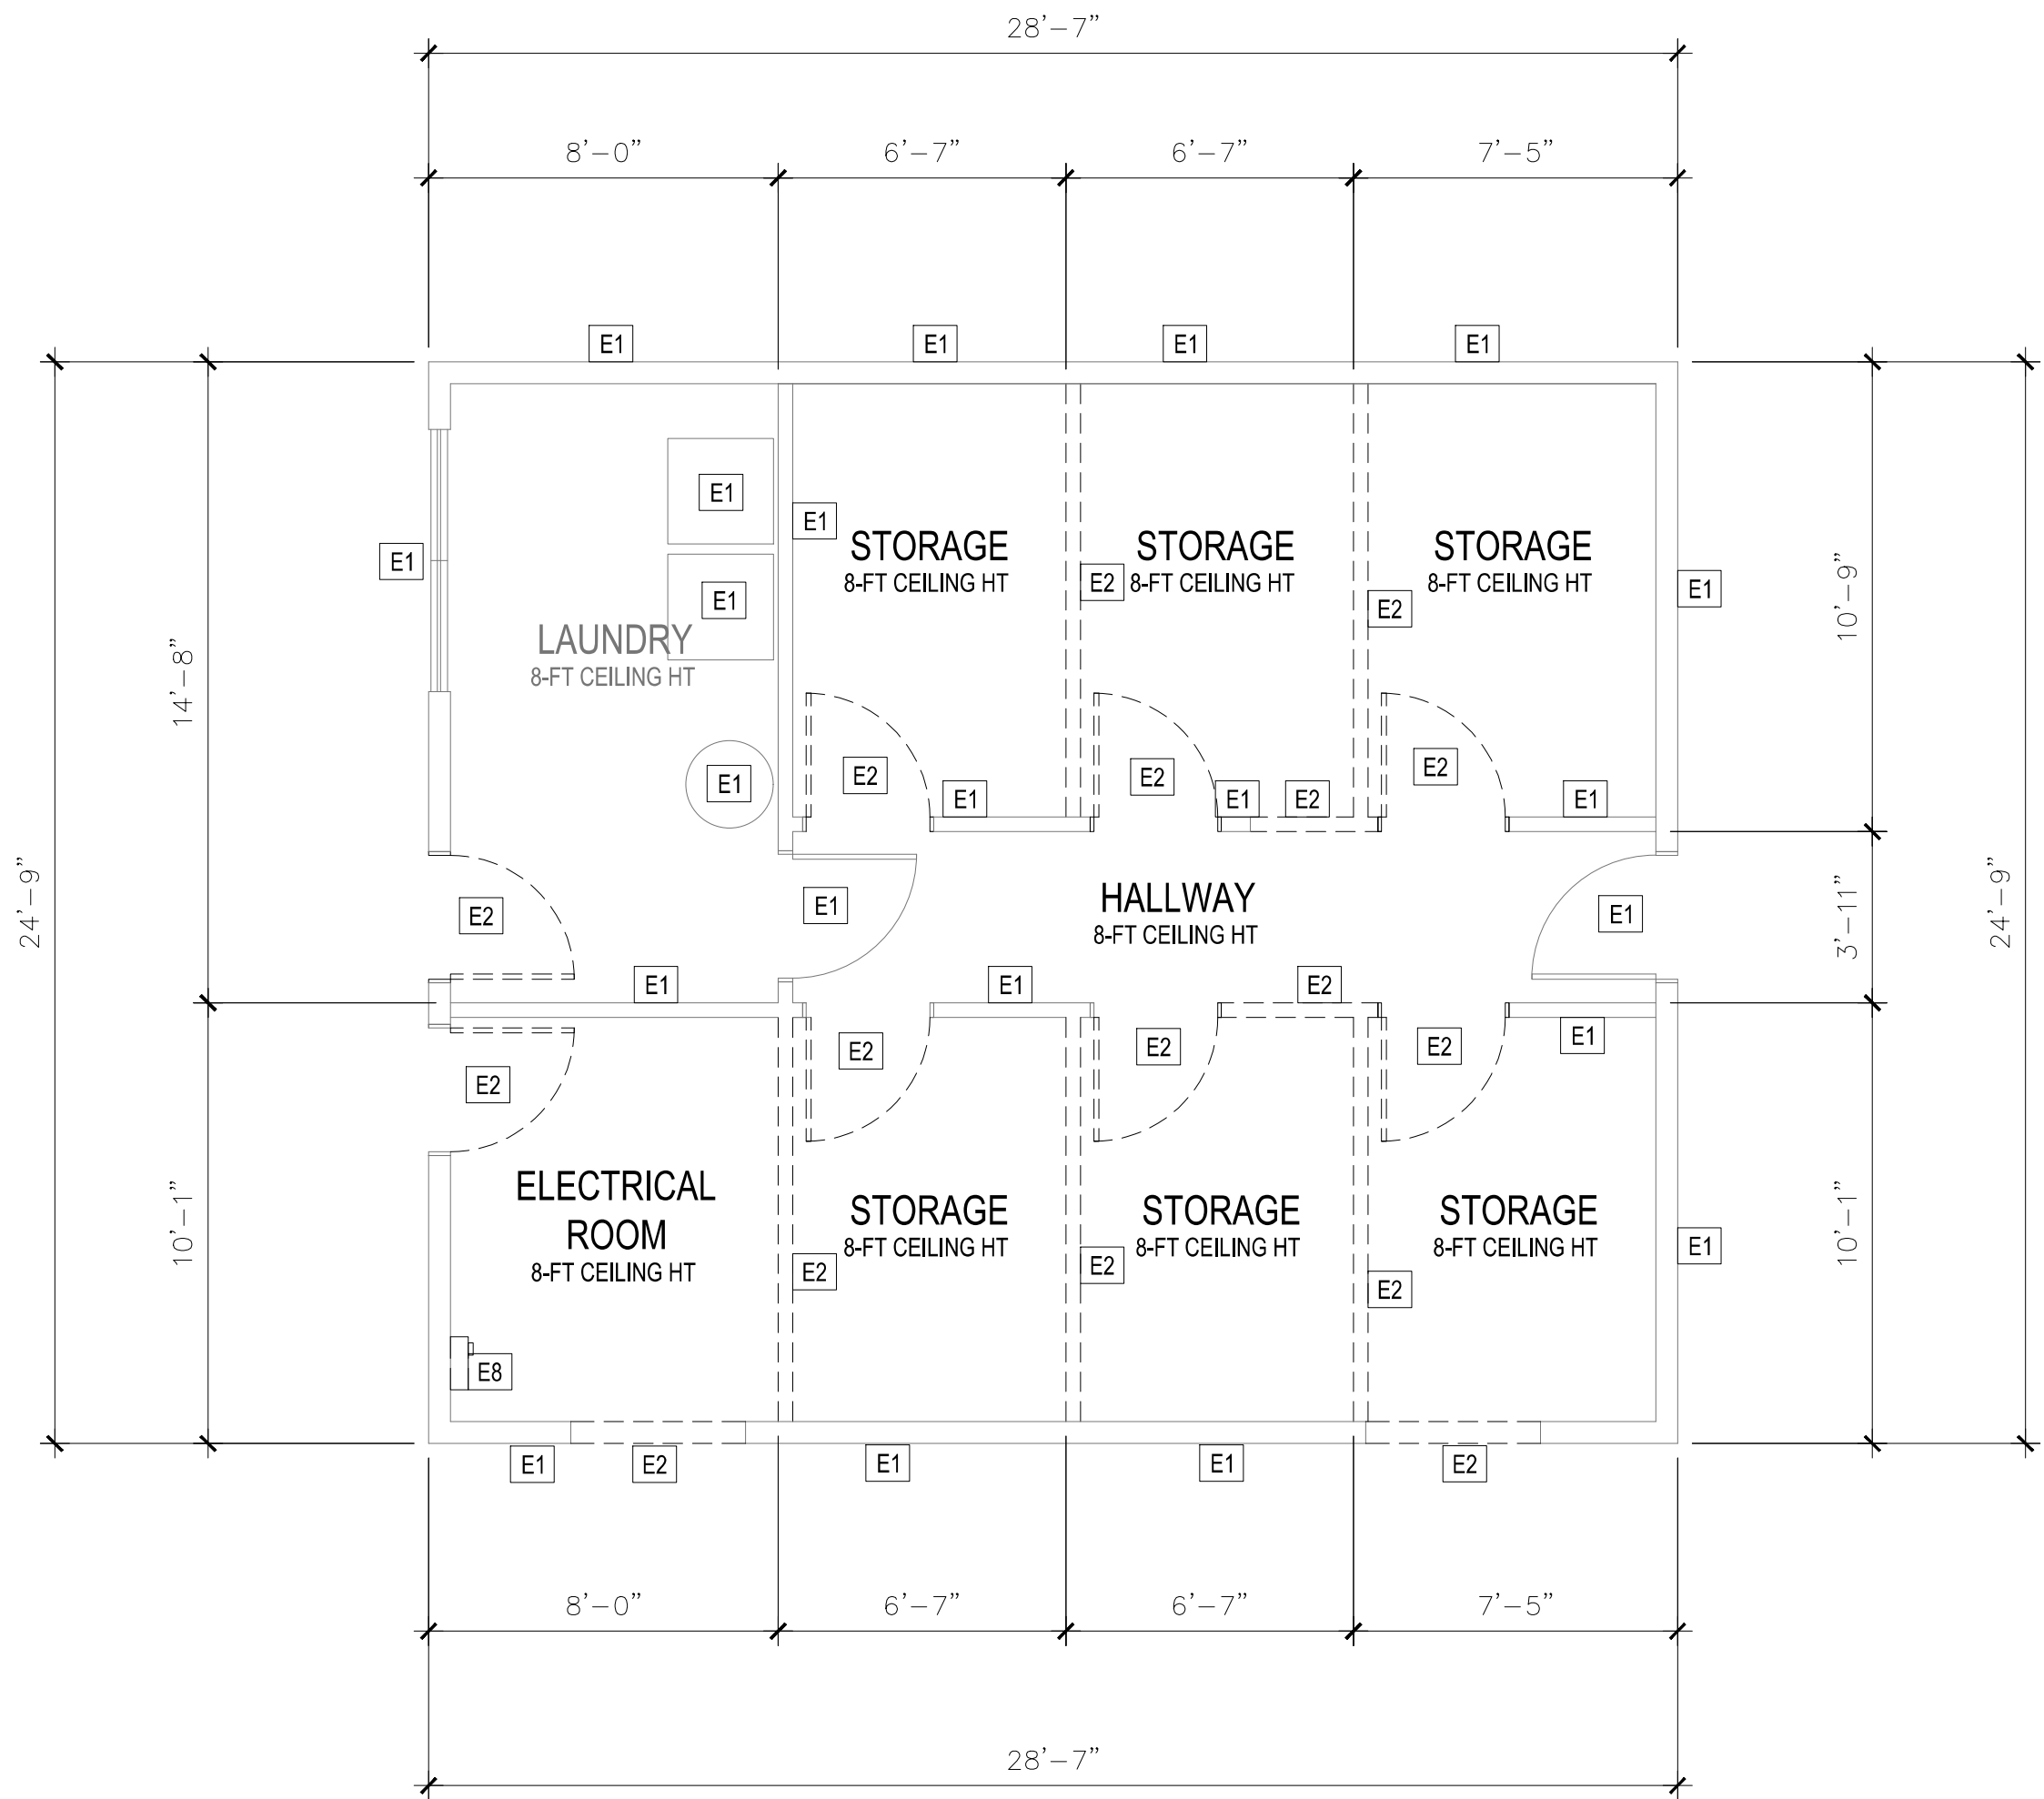 28’-7”
8’-0”
6’-7”
6’-7”
7’-5”
E1
E1
E1
E1
E1
E1
E1
STORAGE
8-FT CEILING HT
STORAGE
8-FT CEILING HT
STORAGE
8-FT CEILING HT
E1
E2
E1
10’-9”
E1
E2
LAUNDRY
8-FT CEILING HT
14’-8”
E1
E2
E2
E2
E1
E1
E2
E1
24’-9”
E2
E1
HALLWAY
8-FT CEILING HT
E1
3’-11”
24’-9”
E1
E1
E2
E2
E2
E2
E2
E1
10’-1”
ELECTRICAL
ROOM
8-FT CEILING HT
STORAGE
8-FT CEILING HT
STORAGE
8-FT CEILING HT
STORAGE
8-FT CEILING HT
E1
10’-1”
E2
E2
E2
E8
E1
E2
E1
E1
E2
8’-0”
6’-7”
6’-7”
7’-5”
28’-7”